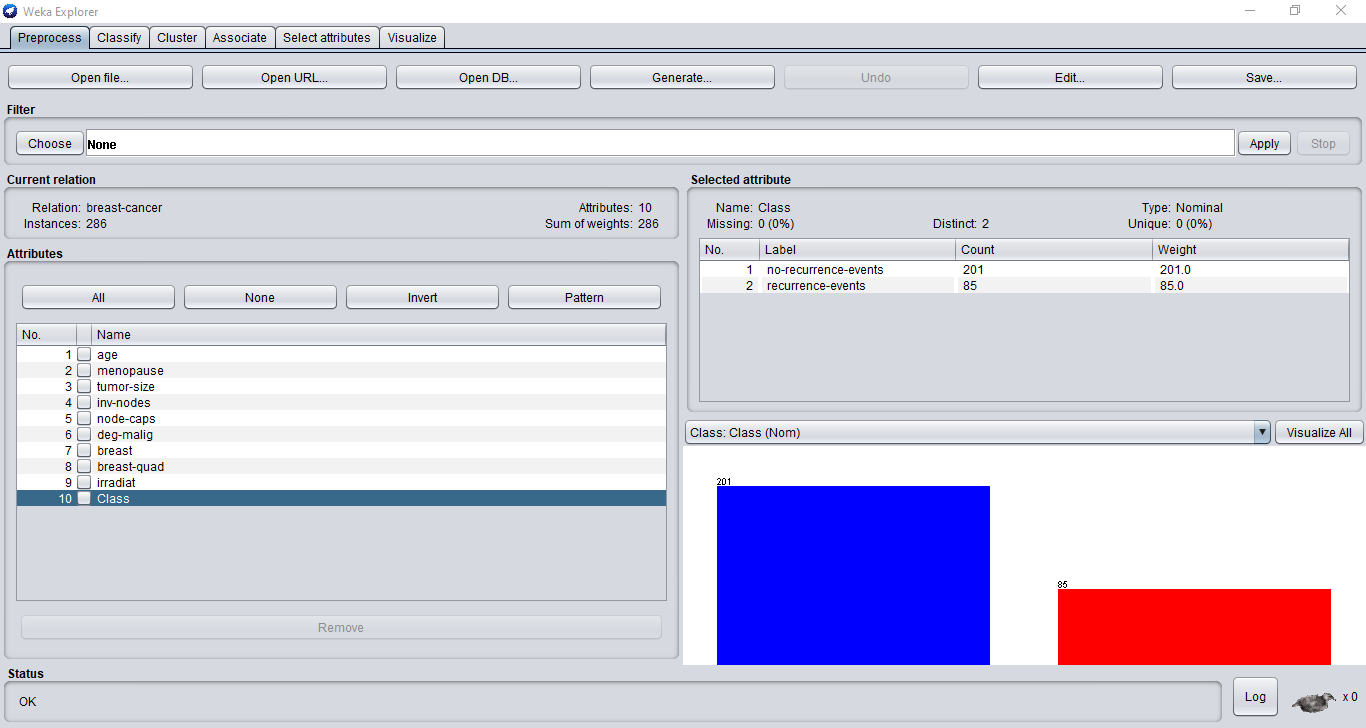 Weka Explorer
Preprocess Classify Cluster Associate Select attributes Visualize
Open file... Open URL... Open DB... Generate... Undo Edit... Save...
Filter
Choose None Apply Stop
Current relation
Relation: breast-cancer Attributes: 10
Instances: 286 Sum of weights: 286
Attributes
All None Invert Pattern
No. Name
1 age
2 menopause
3 tumor-size
4 inv-nodes
5 node-caps
6 deg-malig
7 breast
8 breast-quad
9 irradiat
10 Class
Remove
Selected attribute
Name: Class Type: Nominal
Missing: 0 (0%) Distinct: 2 Unique: 0 (0%)
No. Label Count Weight
1 no-recurrence-events 201 201.0
2 recurrence-events 85 85.0
Class: Class (Nom) Visualize All
201
85
Status
OK Log x 0